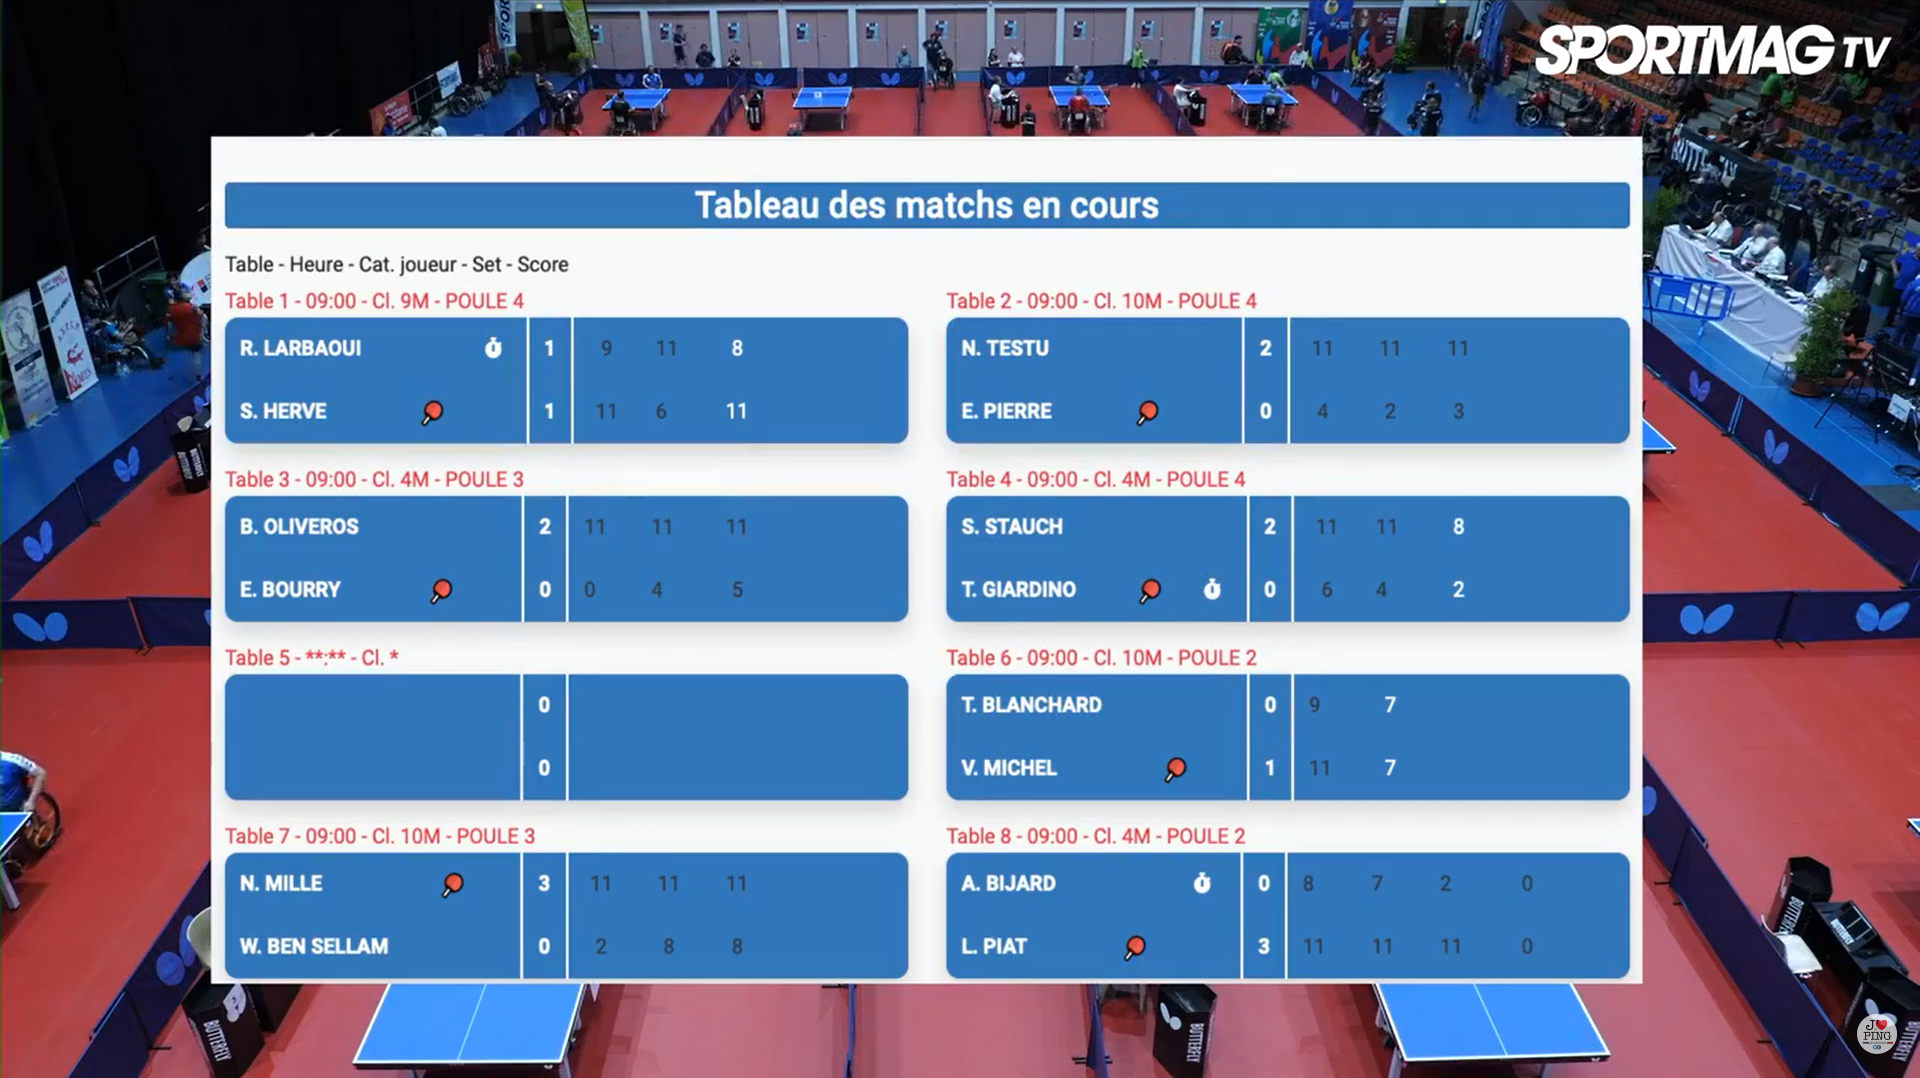 SPORTMAG TV
Tableau des matchs en cours
Table - Heure - Cat. joueur - Set - Score
Table 1 - 09:00 - Cl. 9M - POULE 4
R. LARBAOUI 1 9 11 8
S. HERVE 1 11 6 11
Table 2 - 09:00 - Cl. 10M - POULE 4
N. TESTU 2 11 11 11
E. PIERRE 0 4 2 3
Table 3 - 09:00 - Cl. 4M - POULE 3
B. OLIVEROS 2 11 11 11
E. BOURRY 0 0 4 5
Table 4 - 09:00 - Cl. 4M - POULE 4
S. STAUCH 2 11 11 8
T. GIARDINO 0 6 4 2
Table 5 - **:** - Cl. *
0
0
Table 6 - 09:00 - Cl. 10M - POULE 2
T. BLANCHARD 0 9 7
V. MICHEL 1 11 7
Table 7 - 09:00 - Cl. 10M - POULE 3
N. MILLE 3 11 11 11
W. BEN SELLAM 0 2 8 8
Table 8 - 09:00 - Cl. 4M - POULE 2
A. BIJARD 0 8 7 2 0
L. PIAT 3 11 11 11 0
BUTTERFLY
BUTTERFLY
BUTTERFLY
J
PING